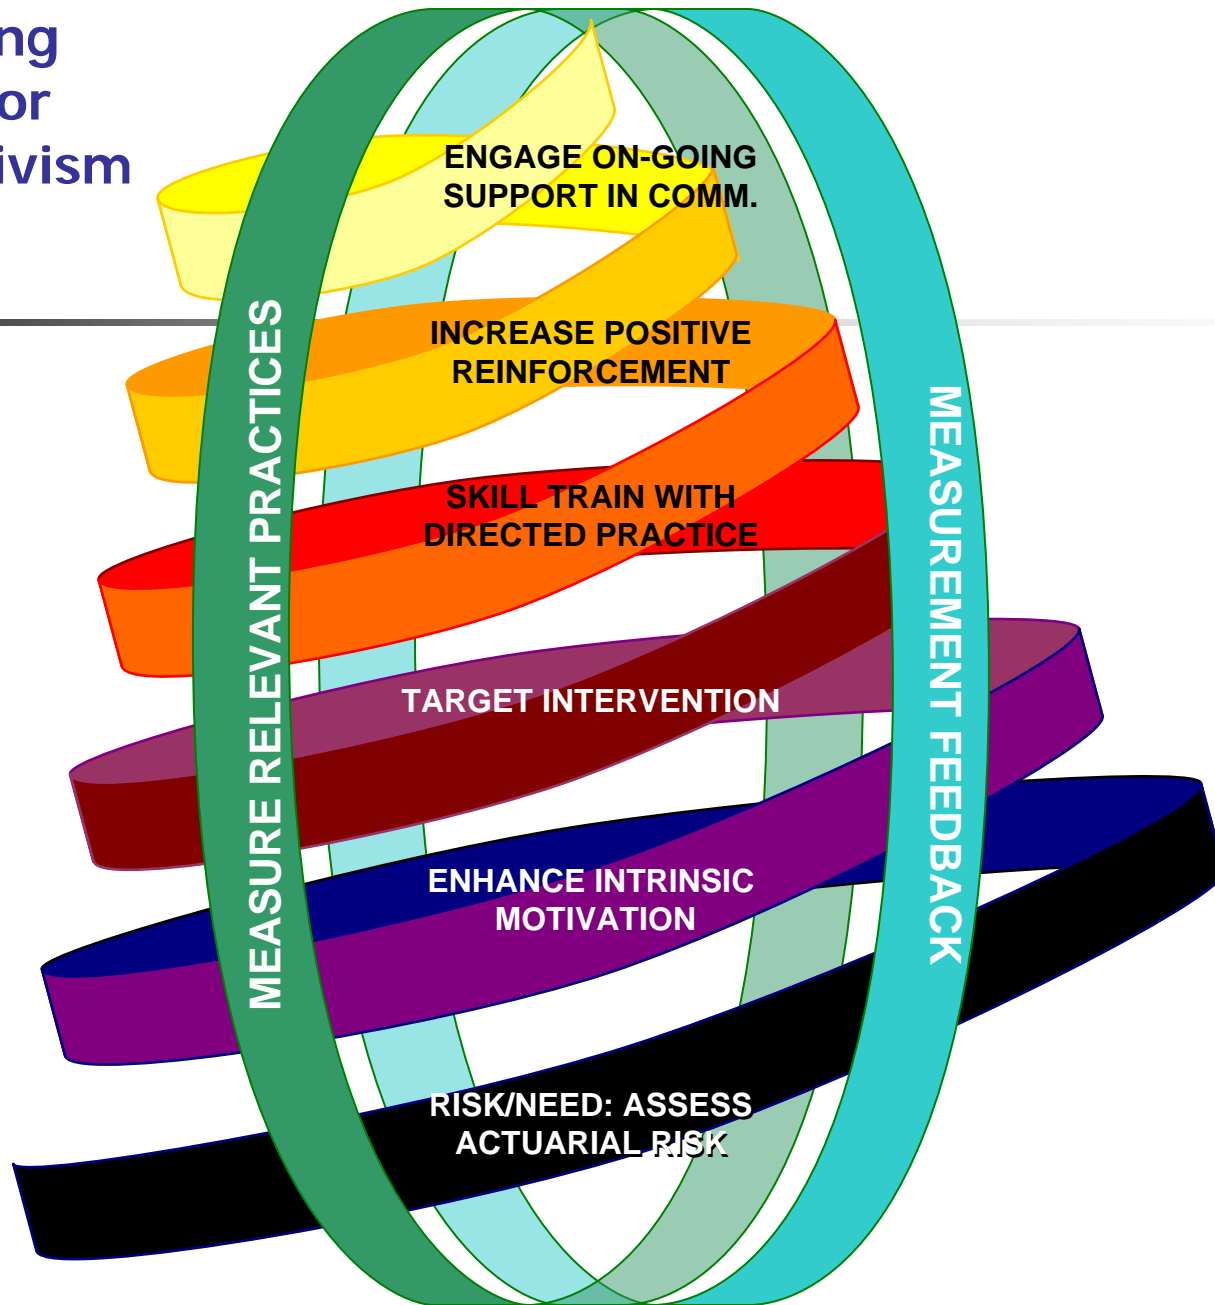 ng
or
ivism
ENGAGE ON-GOING
SUPPORT IN COMM.
INCREASE POSITIVE
REINFORCEMENT
SKILL TRAIN WITH
DIRECTED PRACTICE
TARGET INTERVENTION
ENHANCE INTRINSIC
MOTIVATION
RISK/NEED: ASSESS
ACTUARIAL RISK
MEASURE RELEVANT PRACTICES
MEASUREMENT FEEDBACK